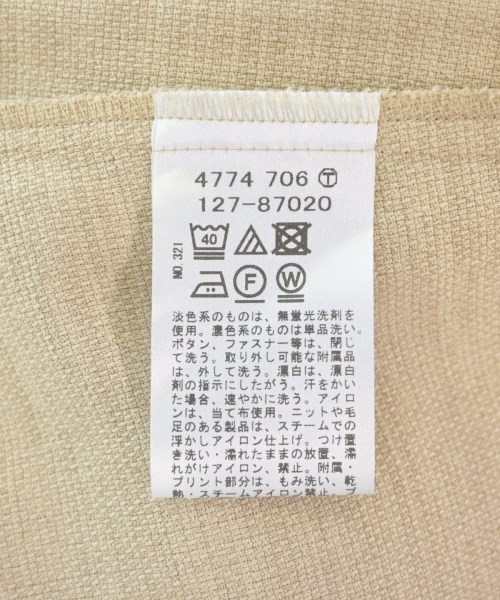 4774 706 Ⓣ
127-87020
NO.321
40
F W
淡色系のものは、無蛍光洗剤を
使用。濃色系のものは単品洗い。
ボタン、ファスナー等は、閉じ
て洗う。取り外し可能な附属品
は、外して洗う。漂白は、漂白
剤の指示にしたがう。汗をかい
た場合、速やかに洗う。アイロ
ンは、当て布使用。ニットや毛
足のある製品は、スチームでの
浮かしアイロン仕上げ。つけ置
き洗い・濡れたままの放置、濡
れがけアイロン、禁止。附属・
プリント部分は、もみ洗い、乾
熱・スチームアイロン禁止。プ